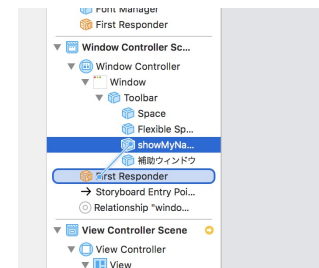 Font Manager
First Responder
Window Controller Sc...
Window Controller
Window
Toolbar
Space
Flexible Sp...
showMyNa...
補助ウィンドウ
First Responder
Storyboard Entry Poi...
Relationship "windo...
View Controller Scene
View Controller
View